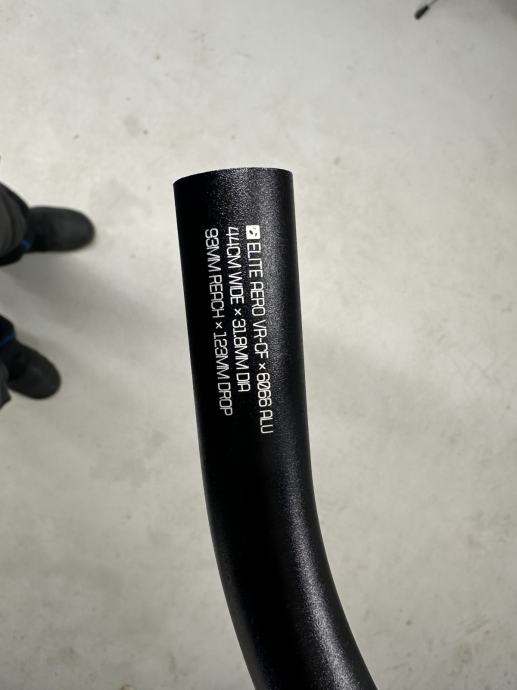 ELITE AERO VR-CF × 6066 ALU
44CM WIDE × 31.8MM DIA
93MM REACH × 123MM DROP